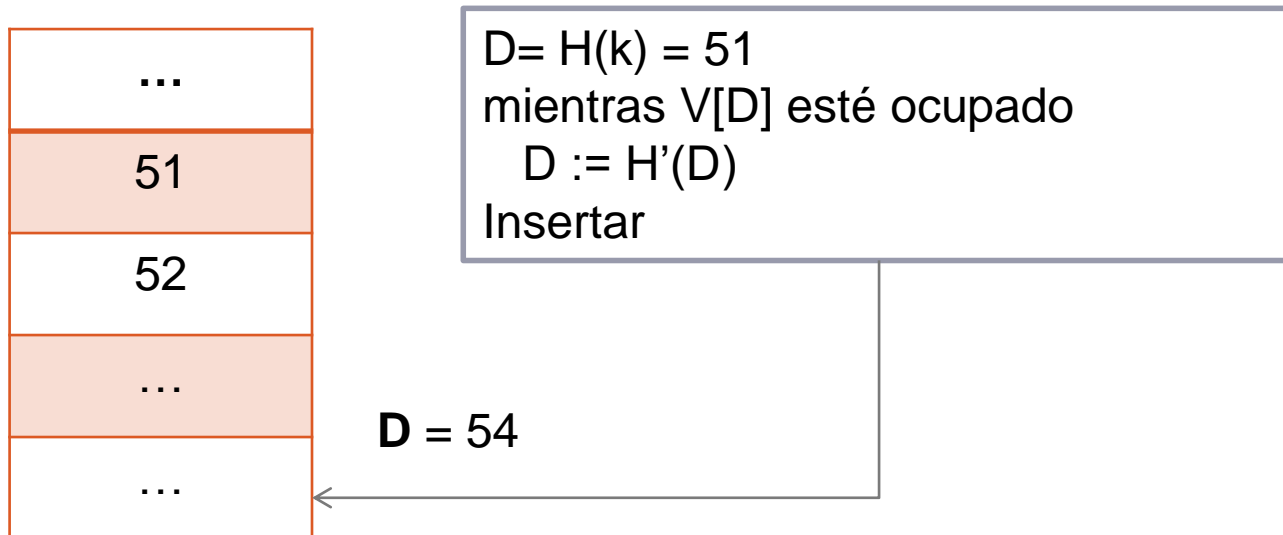 …
51
52
…
…
D= H(k) = 51
mientras V[D] esté ocupado
D := H’(D)
Insertar
D = 54